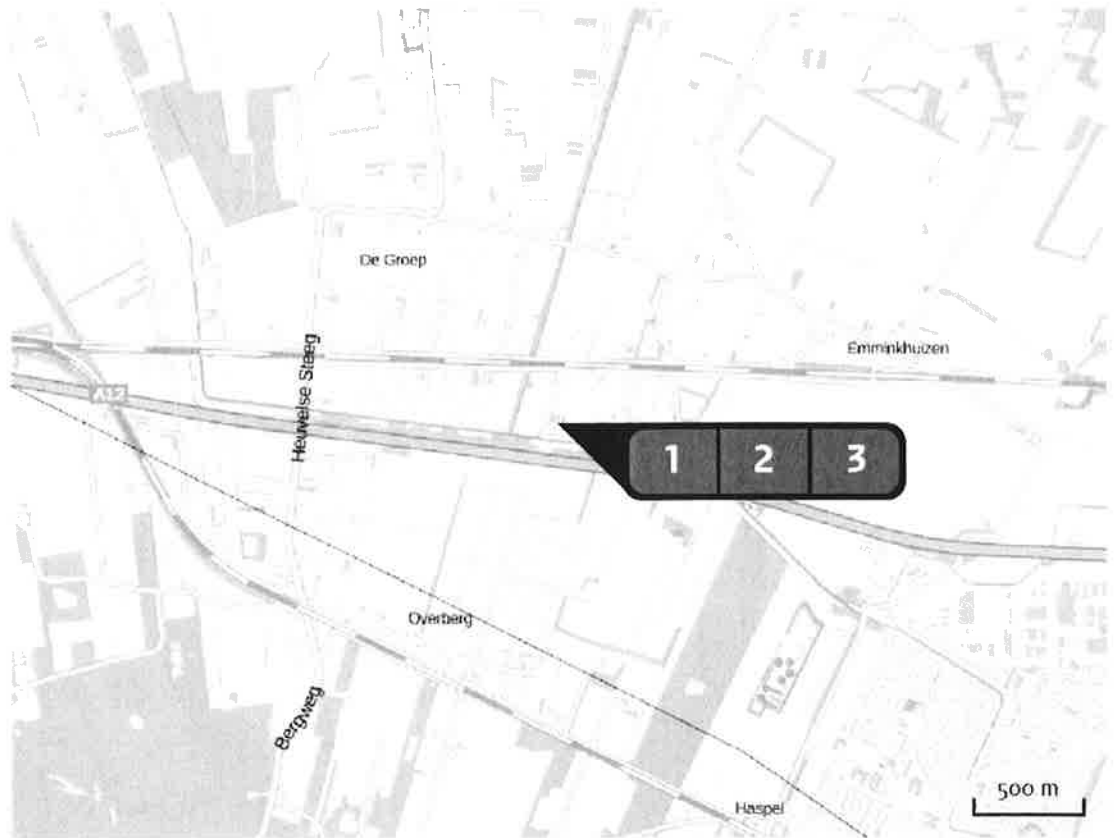 De Groep
Emminkhuizen
Heuvelse Steeg
A12
1 2 3
Overberg
Bergweg
Haspel
500 m